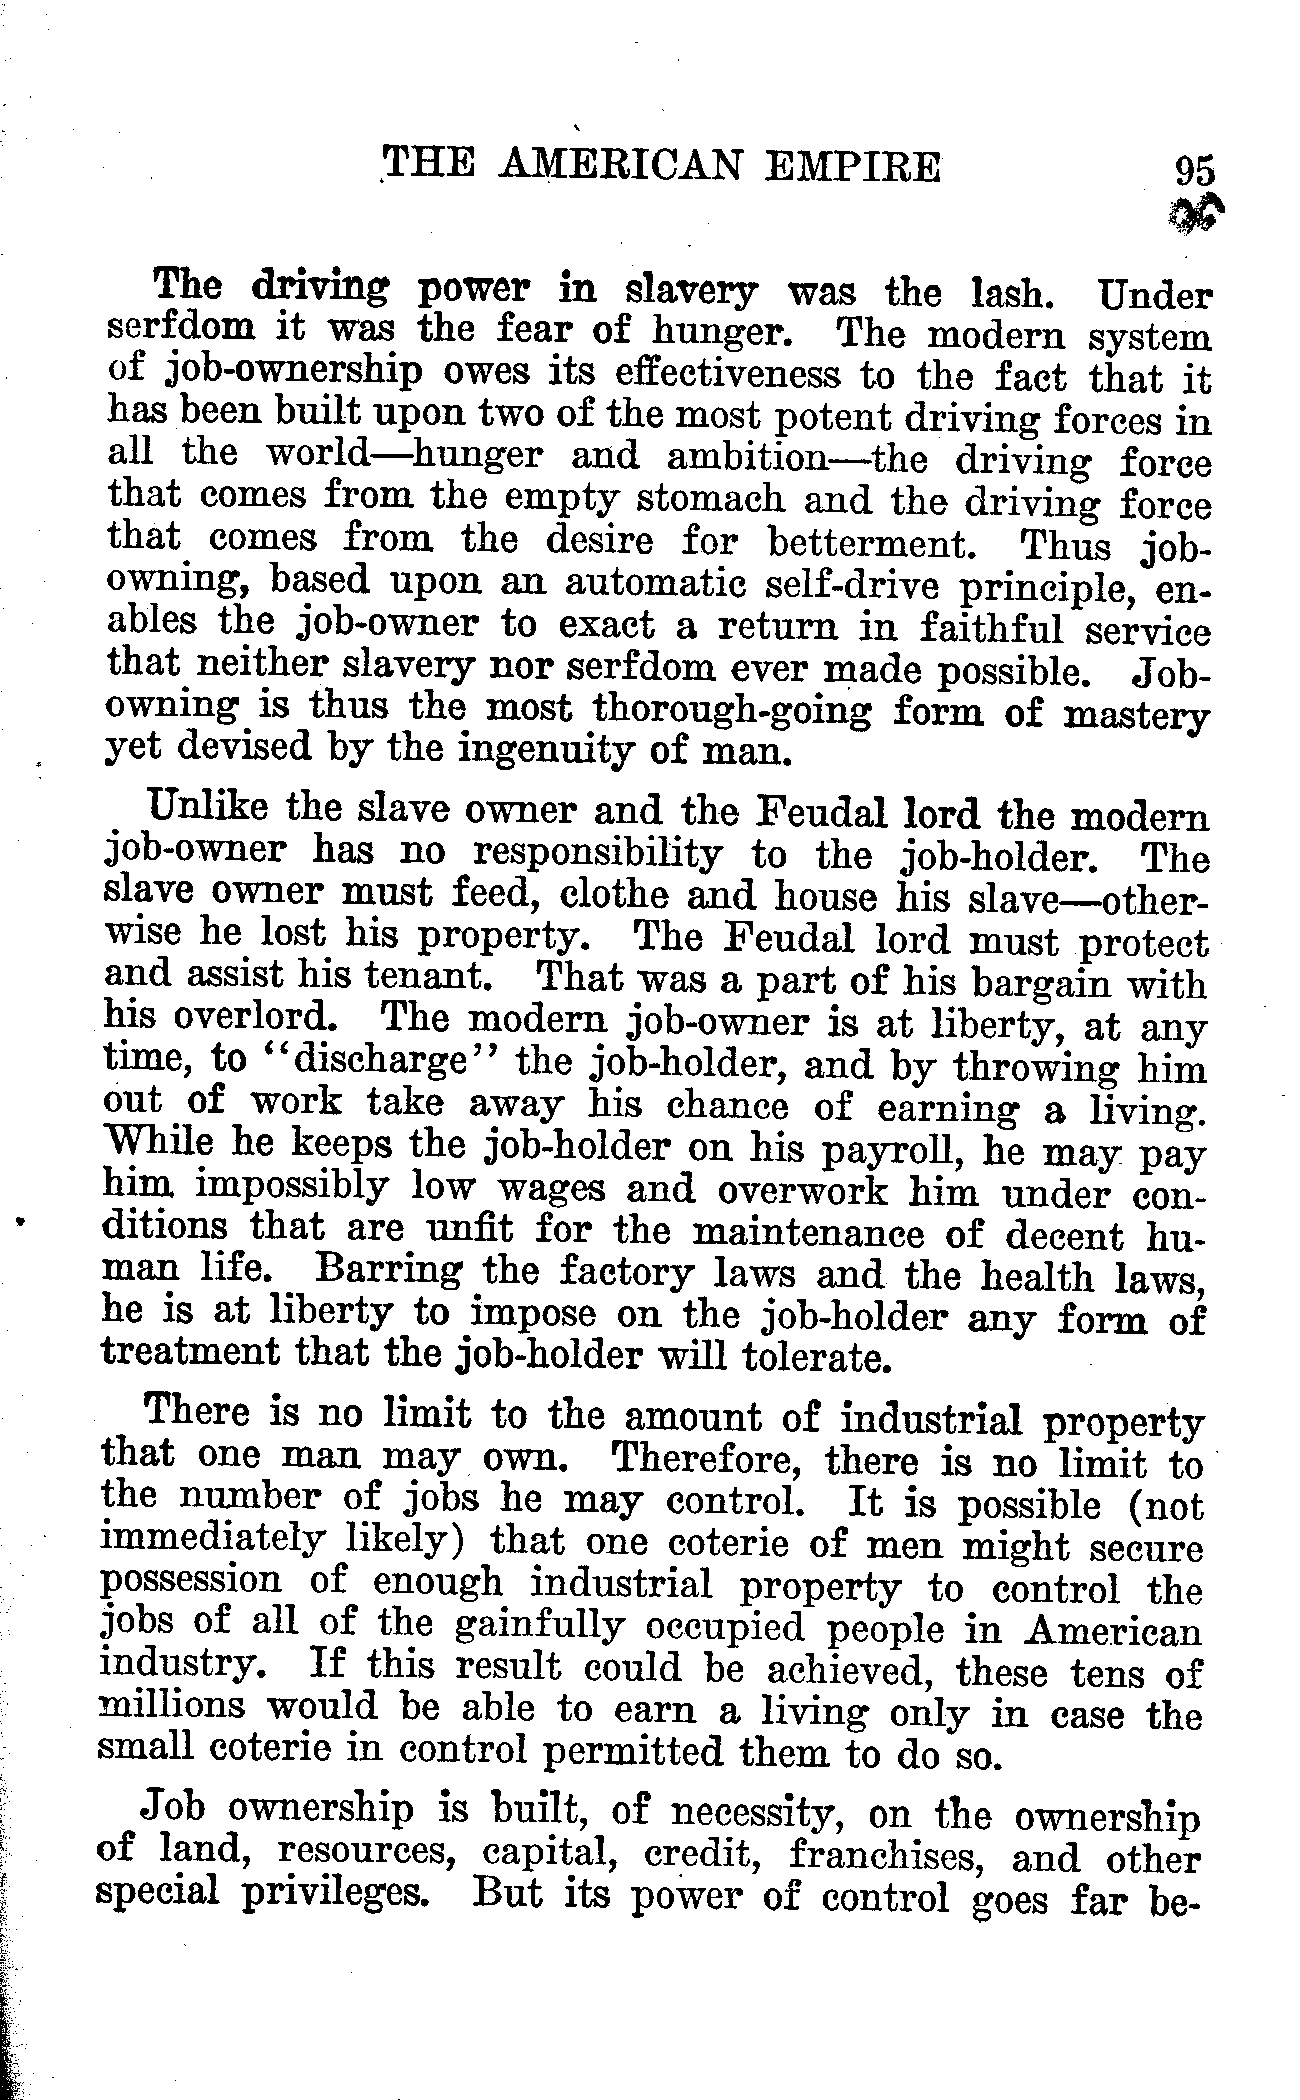 THE AMERICAN EMPIRE 95
The driving power in slavery was the lash. Under
serfdom it was the fear of hunger. The modern system
of job-ownership owes its effectiveness to the fact that it
has been built upon two of the most potent driving forces in
all the world—hunger and ambition—the driving force
that comes from the empty stomach and the driving force
that comes from the desire for betterment. Thus job-
owning, based upon an automatic self-drive principle, en-
ables the job-owner to exact a return in faithful service
that neither slavery nor serfdom ever made possible. Job-
owning is thus the most thorough-going form of mastery
yet devised by the ingenuity of man.
Unlike the slave owner and the Feudal lord the modern
job-owner has no responsibility to the job-holder. The
slave owner must feed, clothe and house his slave—other-
wise he lost his property. The Feudal lord must protect
and assist his tenant. That was a part of his bargain with
his overlord. The modern job-owner is at liberty, at any
time, to “discharge” the job-holder, and by throwing him
out of work take away his chance of earning a living.
While he keeps the job-holder on his payroll, he may pay
him impossibly low wages and overwork him under con-
ditions that are unfit for the maintenance of decent hu-
man life. Barring the factory laws and the health laws,
he is at liberty to impose on the job-holder any form of
treatment that the job-holder will tolerate.
There is no limit to the amount of industrial property
that one man may own. Therefore, there is no limit to
the number of jobs he may control. It is possible (not
immediately likely) that one coterie of men might secure
possession of enough industrial property to control the
jobs of all of the gainfully occupied people in American
industry. If this result could be achieved, these tens of
millions would be able to earn a living only in case the
small coterie in control permitted them to do so.
Job ownership is built, of necessity, on the ownership
of land, resources, capital, credit, franchises, and other
special privileges. But its power of control goes far be-